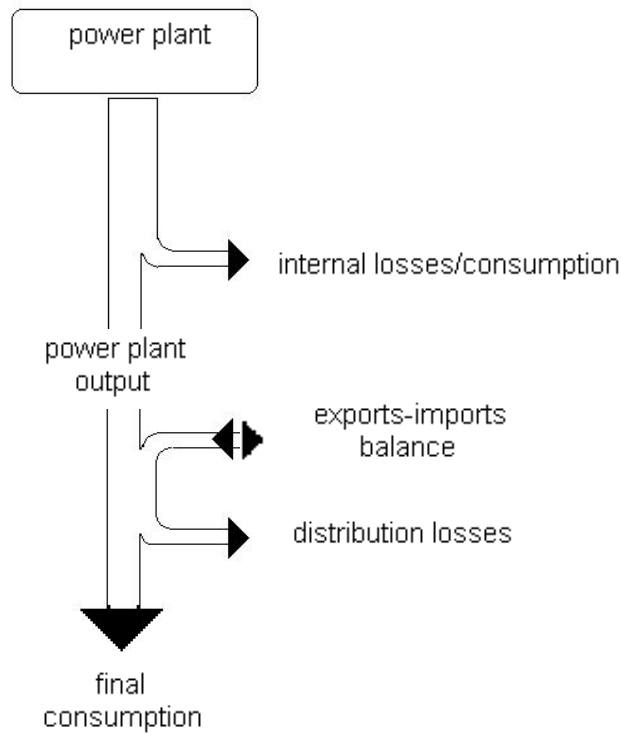 power plant
internal losses/consumption
power plant
output
exports-imports
balance
distribution losses
final
consumption